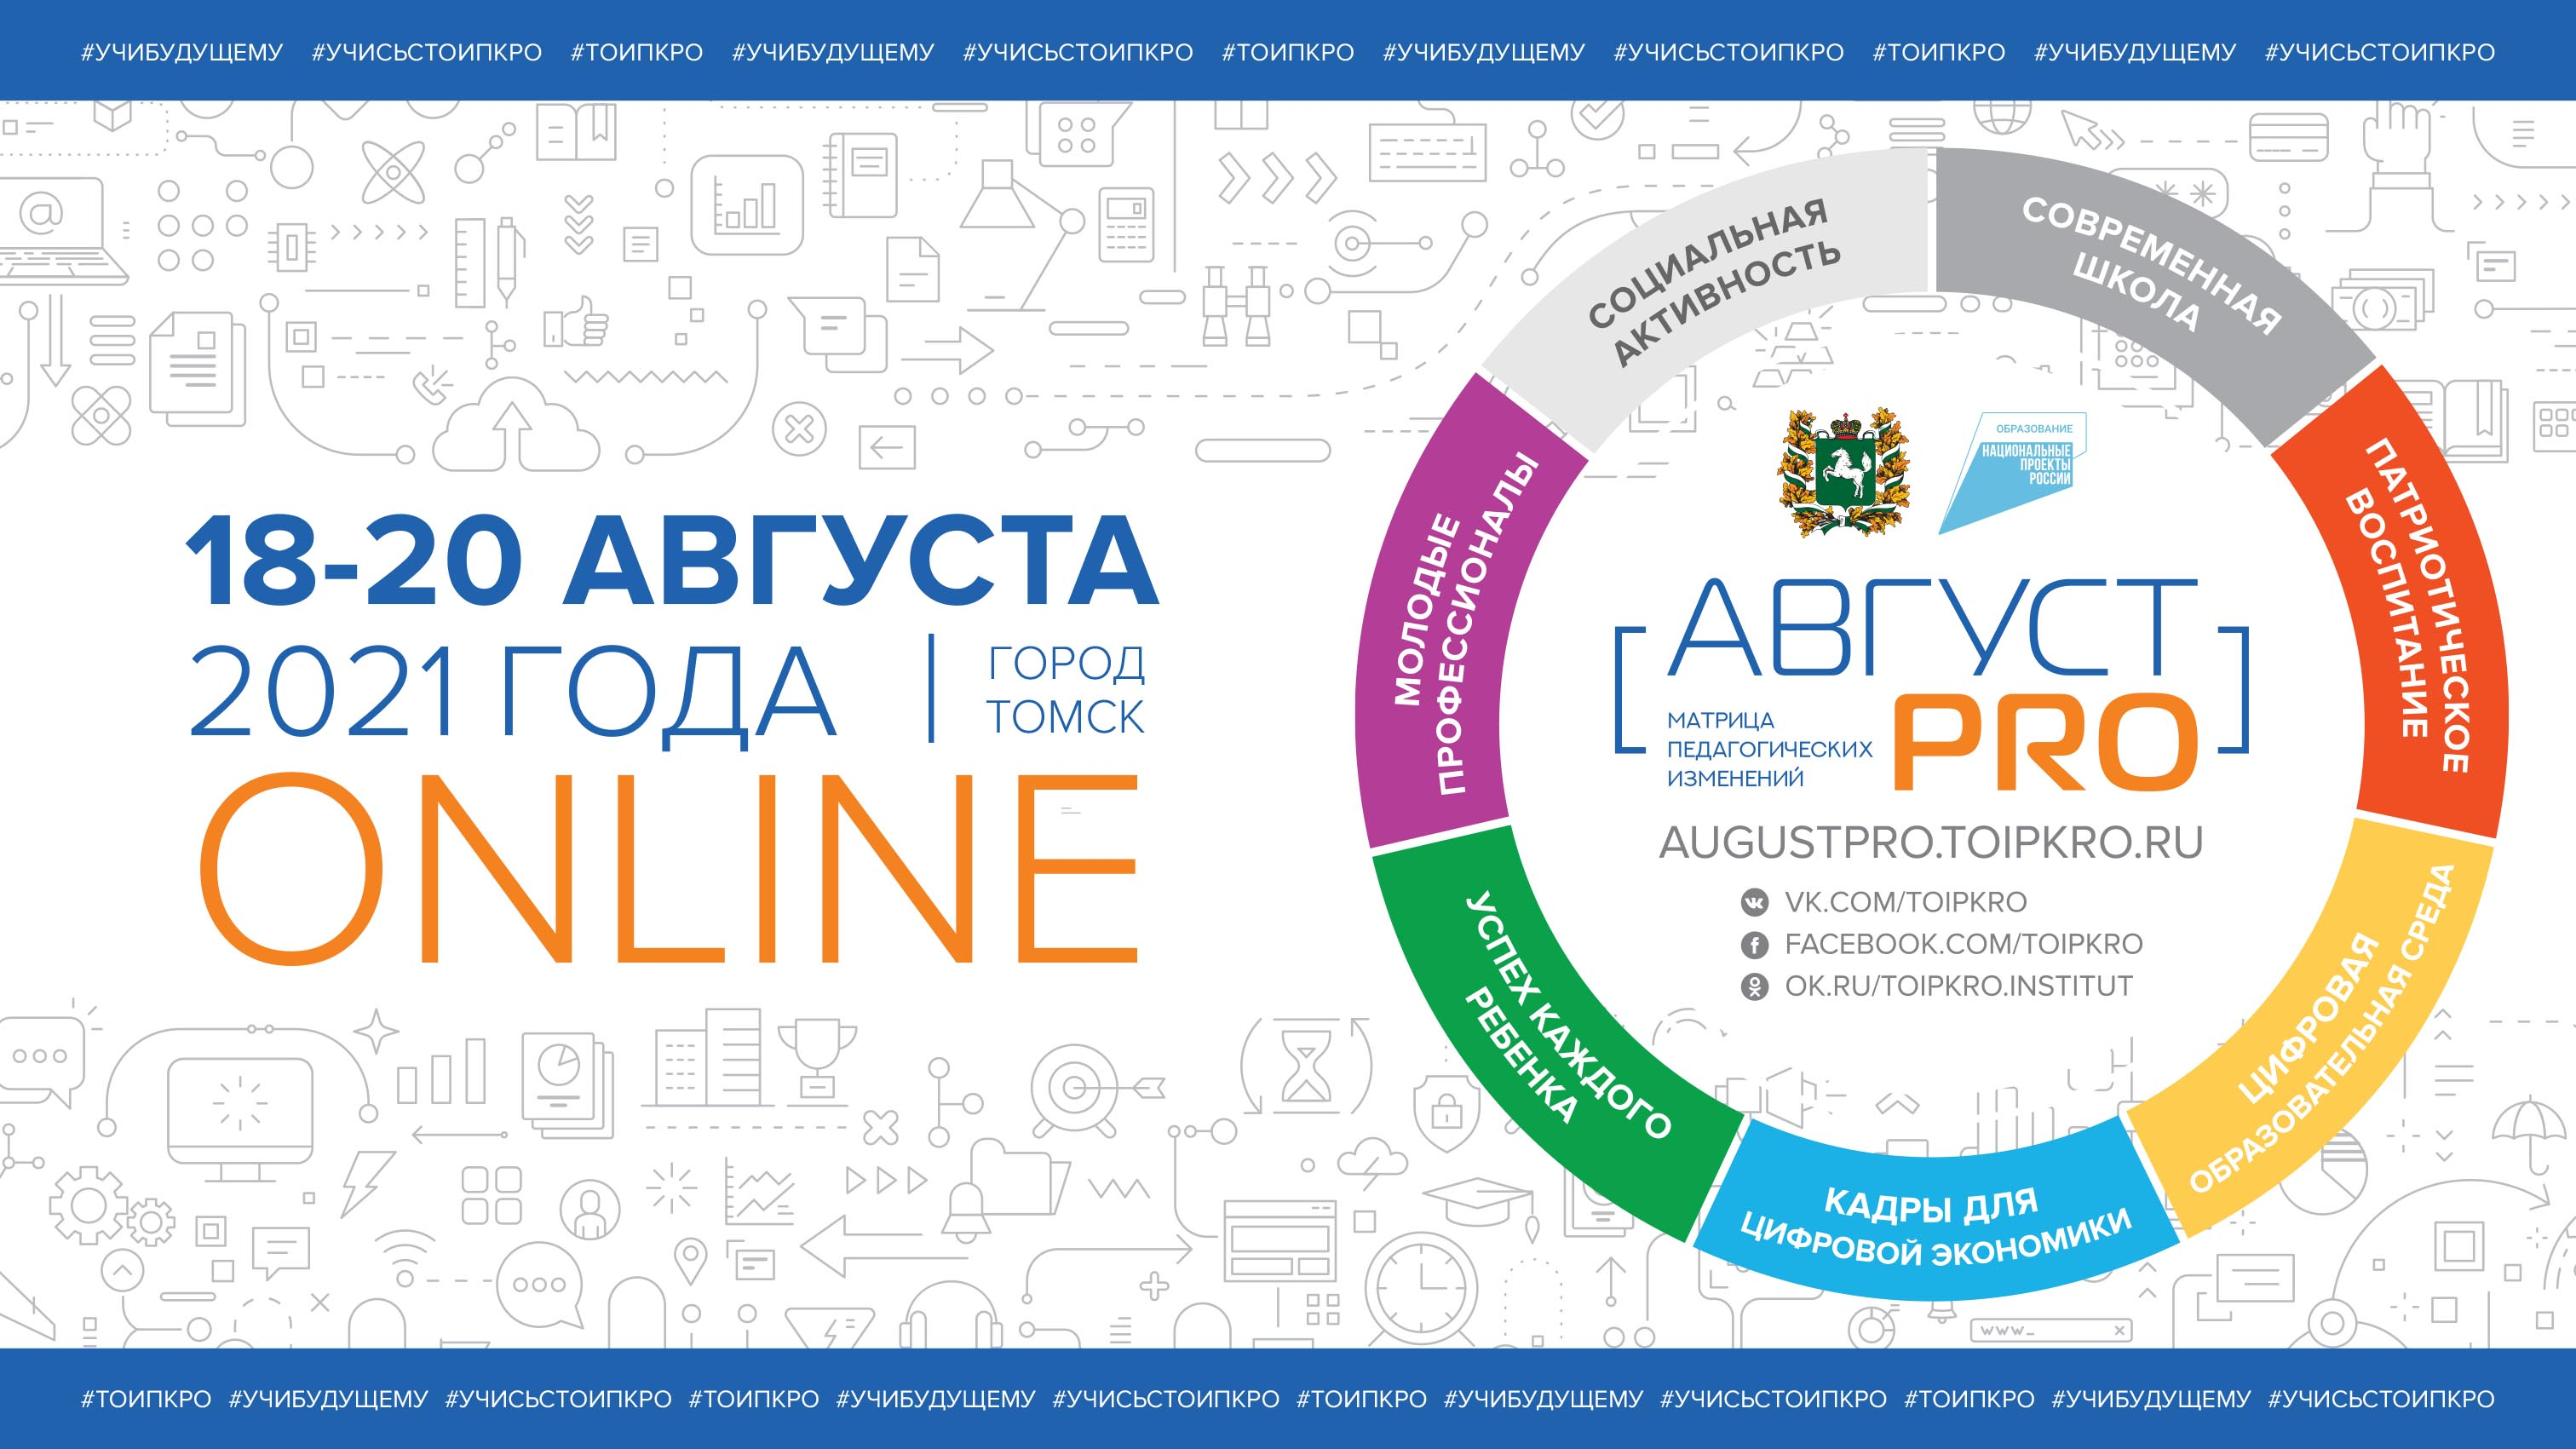 #УЧИБУДУЩЕМУ #УЧИСЬСТОИПКРО #ТОИПКРО #УЧИБУДУЩЕМУ #УЧИСЬСТОИПКРО #ТОИПКРО #УЧИБУДУЩЕМУ #УЧИСЬСТОИПКРО #ТОИПКРО #УЧИБУДУЩЕМУ #УЧИСЬСТОИПКРО
18-20 АВГУСТА
2021 ГОДА
ГОРОД
ТОМСК
ONLINE
СОЦИАЛЬНАЯ
АКТИВНОСТЬ
СОВРЕМЕННАЯ
ШКОЛА
ПАТРИОТИЧЕСКОЕ
ВОСПИТАНИЕ
ЦИФРОВАЯ
ОБРАЗОВАТЕЛЬНАЯ СРЕДА
КАДРЫ ДЛЯ
ЦИФРОВОЙ ЭКОНОМИКИ
УСПЕХ КАЖДОГО
РЕБЕНКА
МОЛОДЫЕ
ПРОФЕССИОНАЛЫ
ОБРАЗОВАНИЕ
НАЦИОНАЛЬНЫЕ
ПРОЕКТЫ
РОССИИ
[АВГУСТ
PRO]
МАТРИЦА
ПЕДАГОГИЧЕСКИХ
ИЗМЕНЕНИЙ
AUGUSTPRO.TOIPKRO.RU
VK.COM/TOIPKRO
FACEBOOK.COM/TOIPKRO
OK.RU/TOIPKRO.INSTITUT
www_
#ТОИПКРО #УЧИБУДУЩЕМУ #УЧИСЬСТОИПКРО #ТОИПКРО #УЧИБУДУЩЕМУ #УЧИСЬСТОИПКРО #ТОИПКРО #УЧИБУДУЩЕМУ #УЧИСЬСТОИПКРО #ТОИПКРО #УЧИБУДУЩЕМУ #УЧИСЬСТОИПКРО